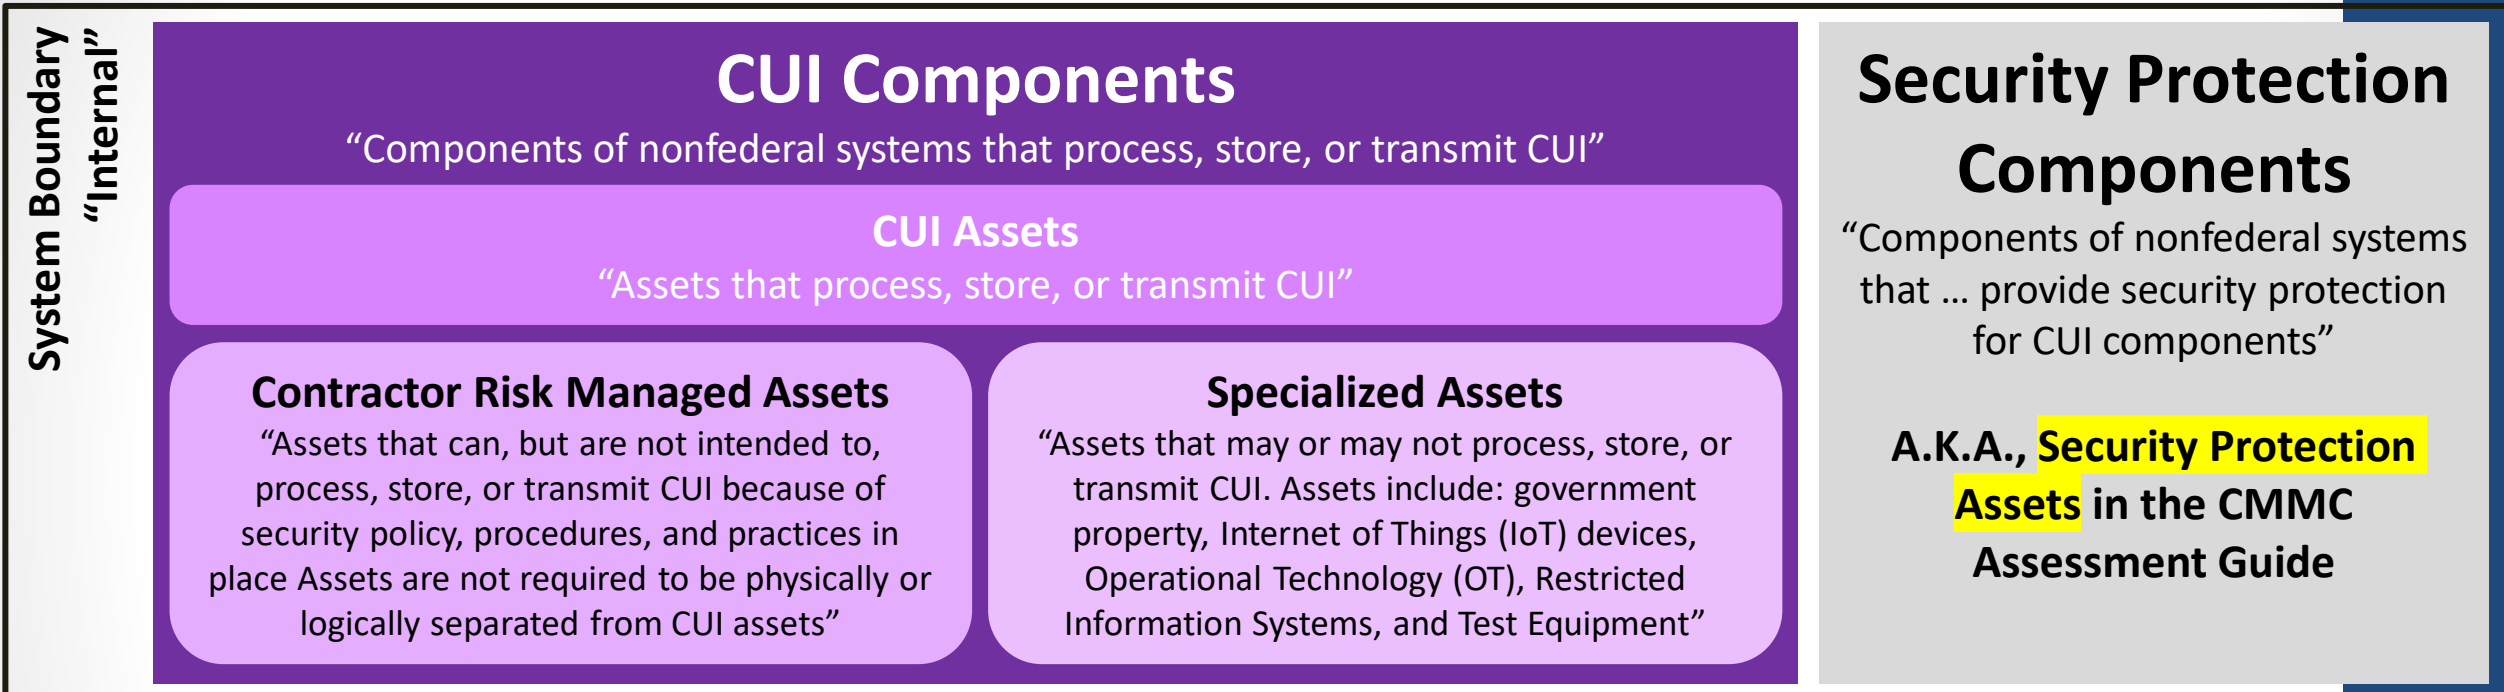 System Boundary
“Internal”
CUI Components
“Components of nonfederal systems that process, store, or transmit CUI”
CUI Assets
“Assets that process, store, or transmit CUI”
Contractor Risk Managed Assets
“Assets that can, but are not intended to,
process, store, or transmit CUI because of
security policy, procedures, and practices in
place Assets are not required to be physically or
logically separated from CUI assets”
Specialized Assets
“Assets that may or may not process, store, or
transmit CUI. Assets include: government
property, Internet of Things (IoT) devices,
Operational Technology (OT), Restricted
Information Systems, and Test Equipment”
Security Protection
Components
“Components of nonfederal systems
that ... provide security protection
for CUI components”
A.K.A., Security Protection
Assets in the CMMC
Assessment Guide